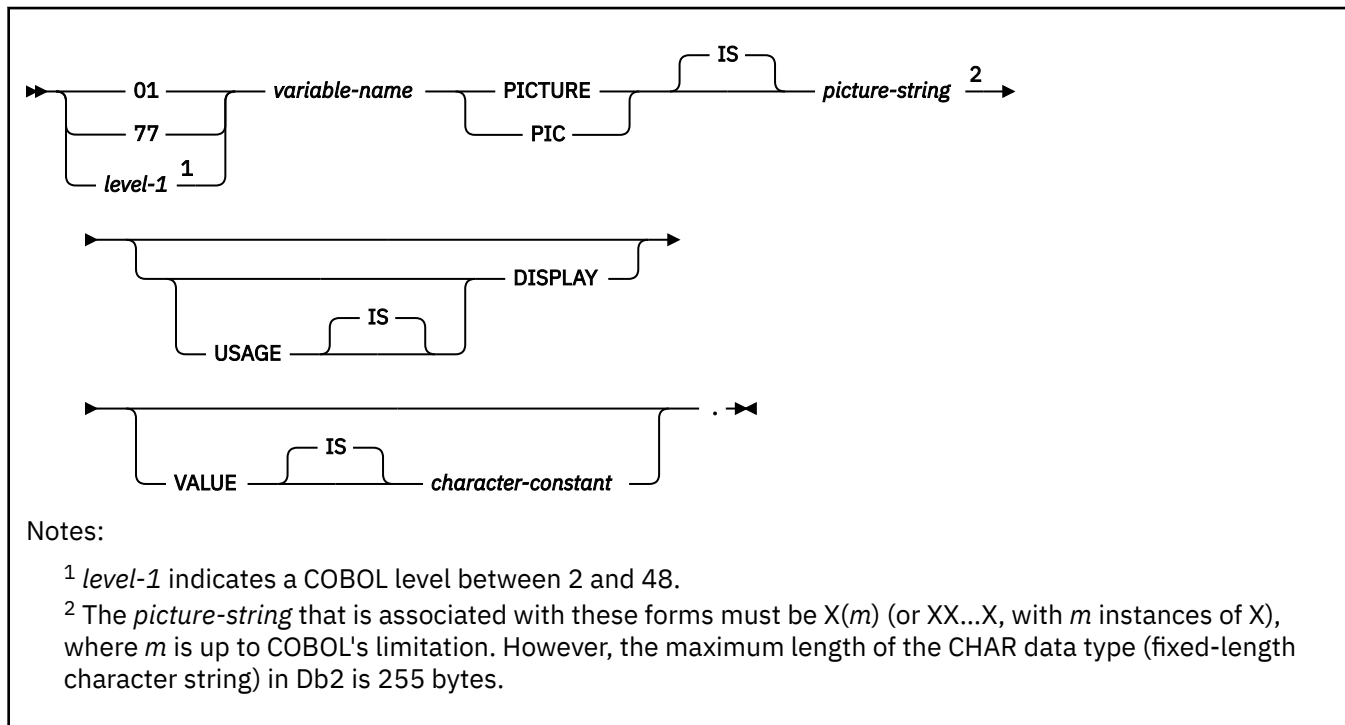 IS
01 variable-name PICTURE picture-string 2
77 PIC
level-1 1
DISPLAY
IS
USAGE
.
IS
VALUE character-constant
Notes:
1 level-1 indicates a COBOL level between 2 and 48.
2 The picture-string that is associated with these forms must be X(m) (or XX...X, with m instances of X),
where m is up to COBOL's limitation. However, the maximum length of the CHAR data type (fixed-length
character string) in Db2 is 255 bytes.